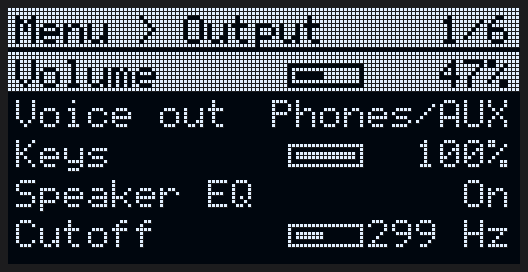 Menu > Output 1/6
Volume 47%
Voice out Phones/AUX
Keys 100%
Speaker EQ On
Cutoff 299 Hz